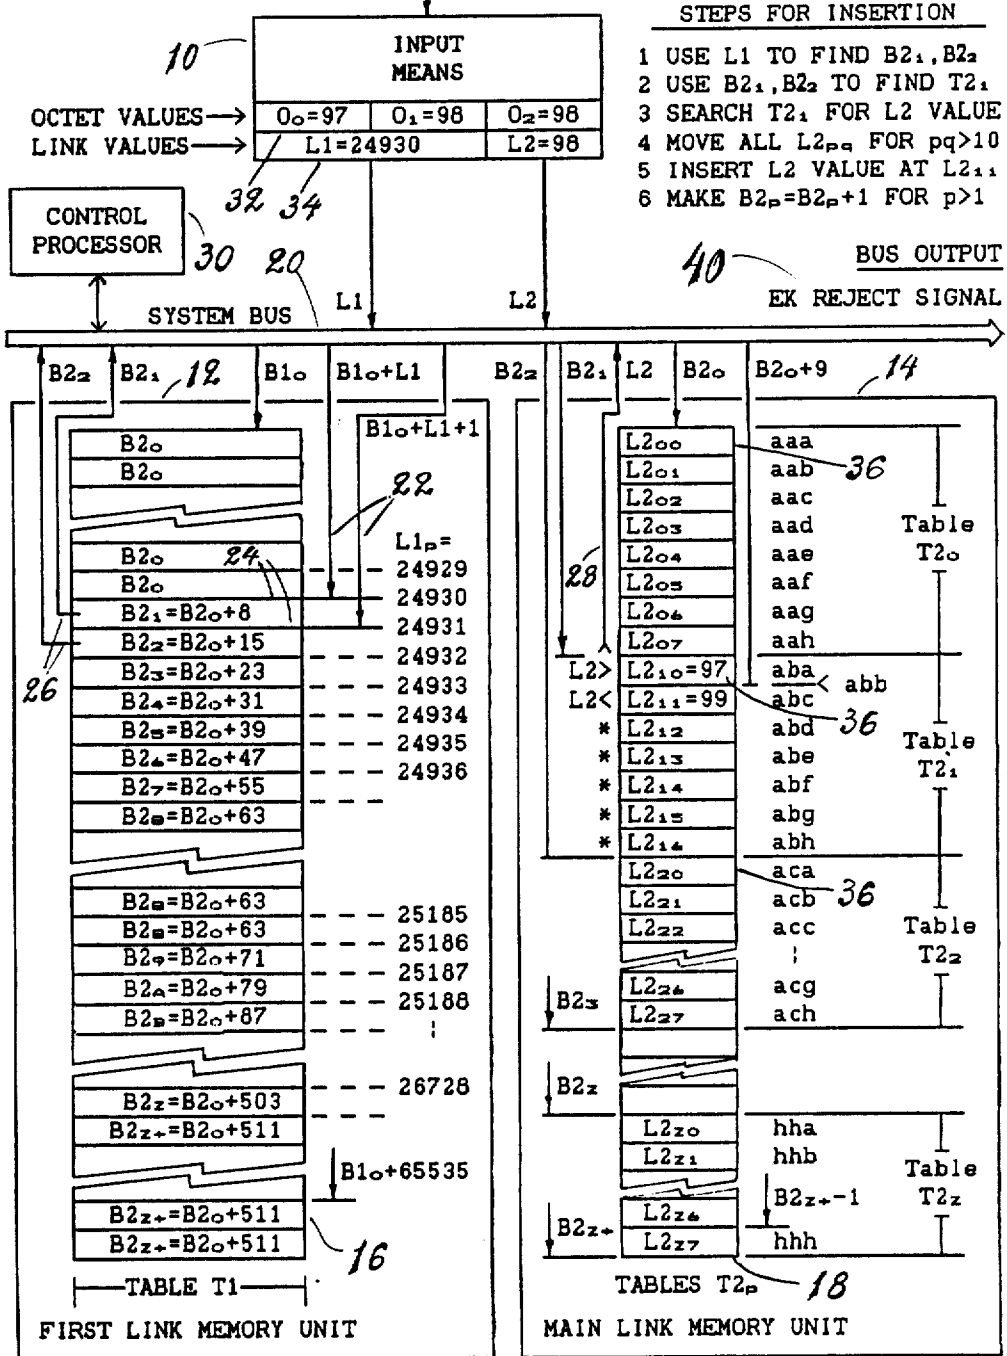 STEPS FOR INSERTION
1 USE L1 TO FIND B2₁,B2₂
2 USE B2₁,B2₂ TO FIND T2₁
3 SEARCH T2₁ FOR L2 VALUE
4 MOVE ALL L2pq FOR pq>10
5 INSERT L2 VALUE AT L2₁₁
6 MAKE B2p=B2p+1 FOR p>1
10
INPUT
MEANS
OCTET VALUES
O₀=97
O₁=98
O₂=98
LINK VALUES
L1=24930
L2=98
32
34
CONTROL
PROCESSOR
30
20
40
BUS OUTPUT
EK REJECT SIGNAL
SYSTEM BUS
L1
L2
B2₂
B2₁
12
B1₀
B1₀+L1
B2₂
B2₁
L2
B2₀
B2₀+9
14
B1₀+L1+1
B2₀
B2₀
22
L1p=
B2₀
24
24929
B2₀
24930
B2₁=B2₀+8
24931
B2₂=B2₀+15
24932
26
B2₃=B2₀+23
24933
B2₄=B2₀+31
24934
B2₅=B2₀+39
24935
B2₆=B2₀+47
24936
B2₇=B2₀+55
B2₈=B2₀+63
B2₈=B2₀+63
25185
B2₈=B2₀+63
25186
B2₉=B2₀+71
25187
B2ᴀ=B2₀+79
25188
B2ʙ=B2₀+87
26728
B2z=B2₀+503
B2z+=B2₀+511
B1₀+65535
B2z+=B2₀+511
B2z+=B2₀+511
16
TABLE T1
FIRST LINK MEMORY UNIT
L2₀₀ aaa
36
L2₀₁ aab
L2₀₂ aac
L2₀₃ aad
Table
T2₀
L2₀₄ aae
28
L2₀₅ aaf
L2₀₆ aag
L2₀₇ aah
L2> L2₁₀=97 aba
< abb
L2< L2₁₁=99 abc
36
* L2₁₂ abd
Table
T2₁
* L2₁₃ abe
* L2₁₄ abf
* L2₁₅ abg
* L2₁₆ abh
L2₂₀ aca
36
L2₂₁ acb
L2₂₂ acc
Table
T2₂
L2₂₆ acg
B2₃
L2₂₇ ach
B2z
L2z₀ hha
L2z₁ hhb
Table
T2z
B2z+-1
L2z₆
B2z+
L2z₇ hhh
18
TABLES T2p
MAIN LINK MEMORY UNIT